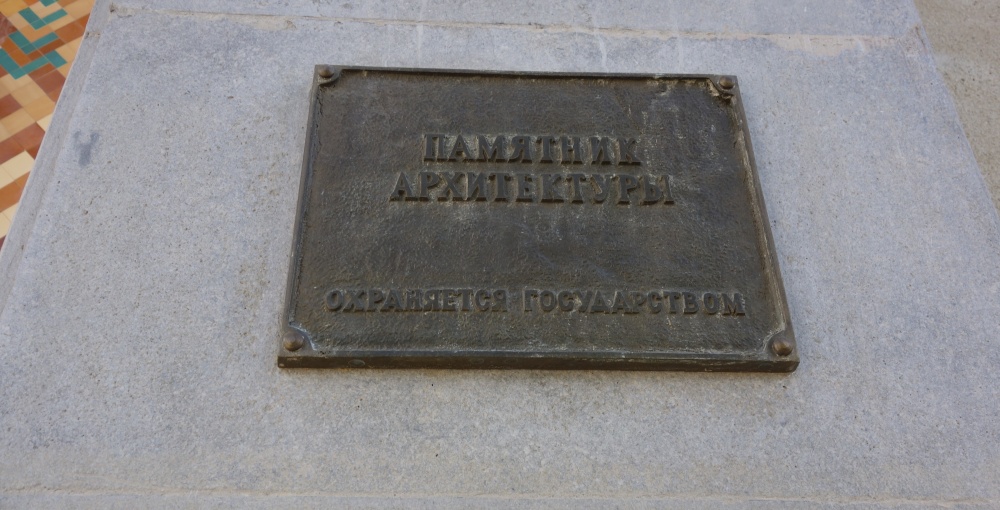 ПАМЯТНИК
АРХИТЕКТУРЫ
ОХРАНЯЕТСЯ ГОСУДАРСТВОМ